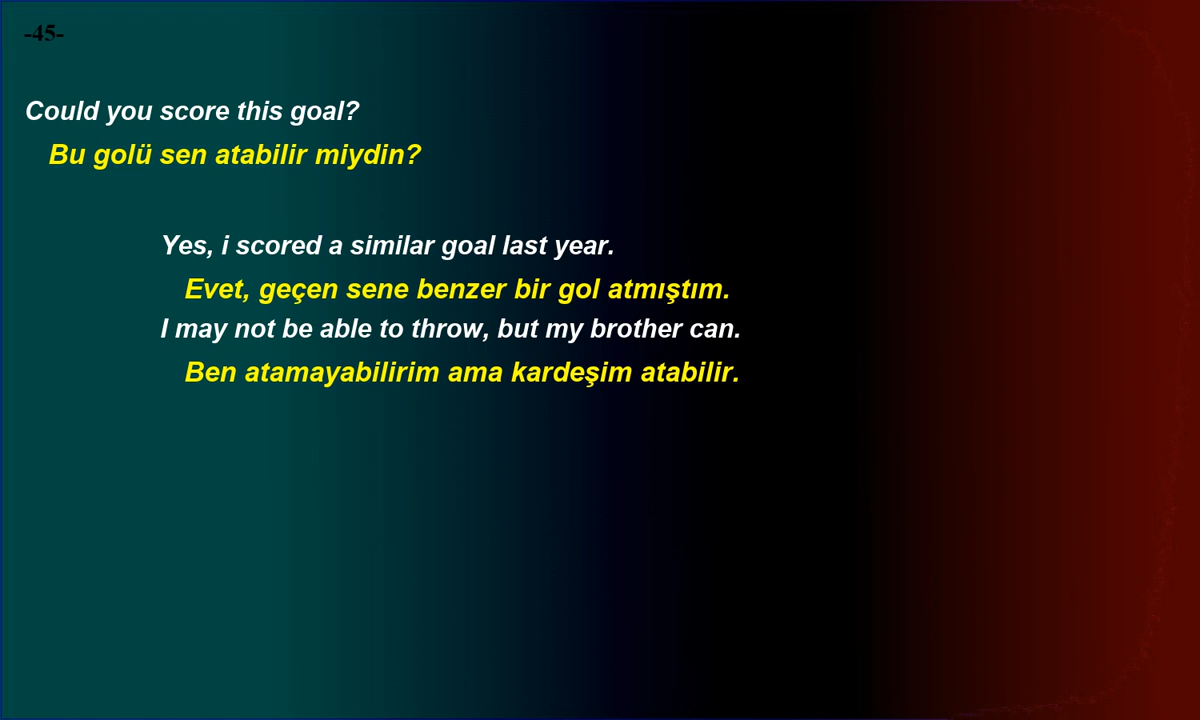 -45-
Could you score this goal?
Bu golü sen atabilir miydin?
Yes, i scored a similar goal last year.
Evet, geçen sene benzer bir gol atmıştım.
I may not be able to throw, but my brother can.
Ben atamayabilirim ama kardeşim atabilir.